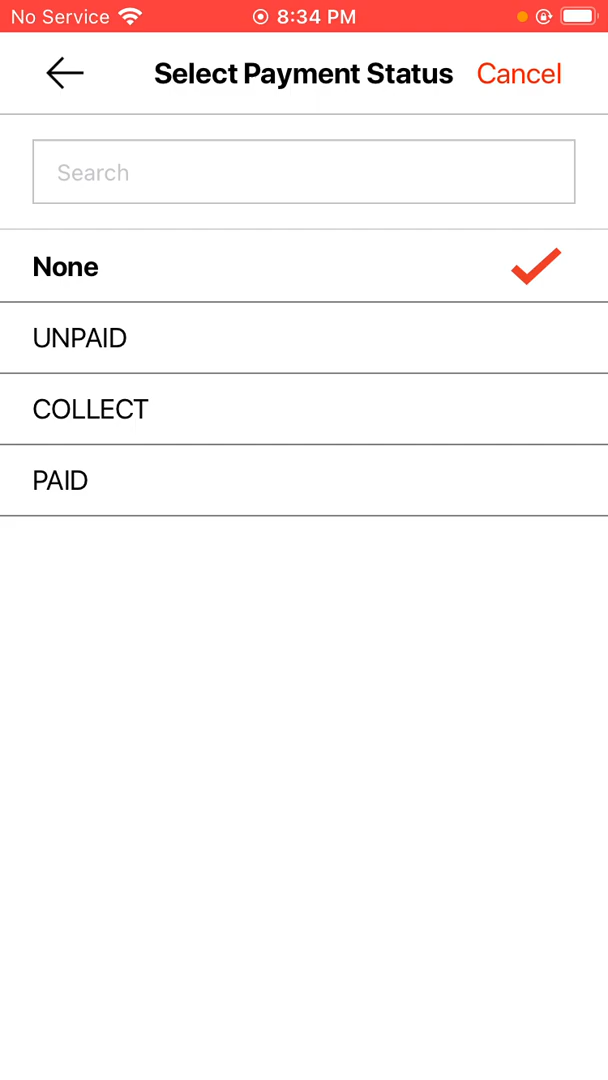 No Service 8:34 PM
Select Payment Status Cancel
Search
None
UNPAID
COLLECT
PAID